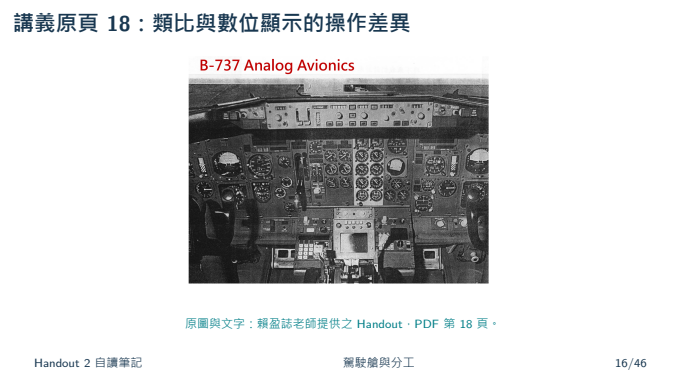 講義原頁 18：類比與數位顯示的操作差異
B-737 Analog Avionics
原圖與文字：賴盈誌老師提供之 Handout，PDF 第 18 頁。
Handout 2 自讀筆記
駕駛艙與分工
16/46